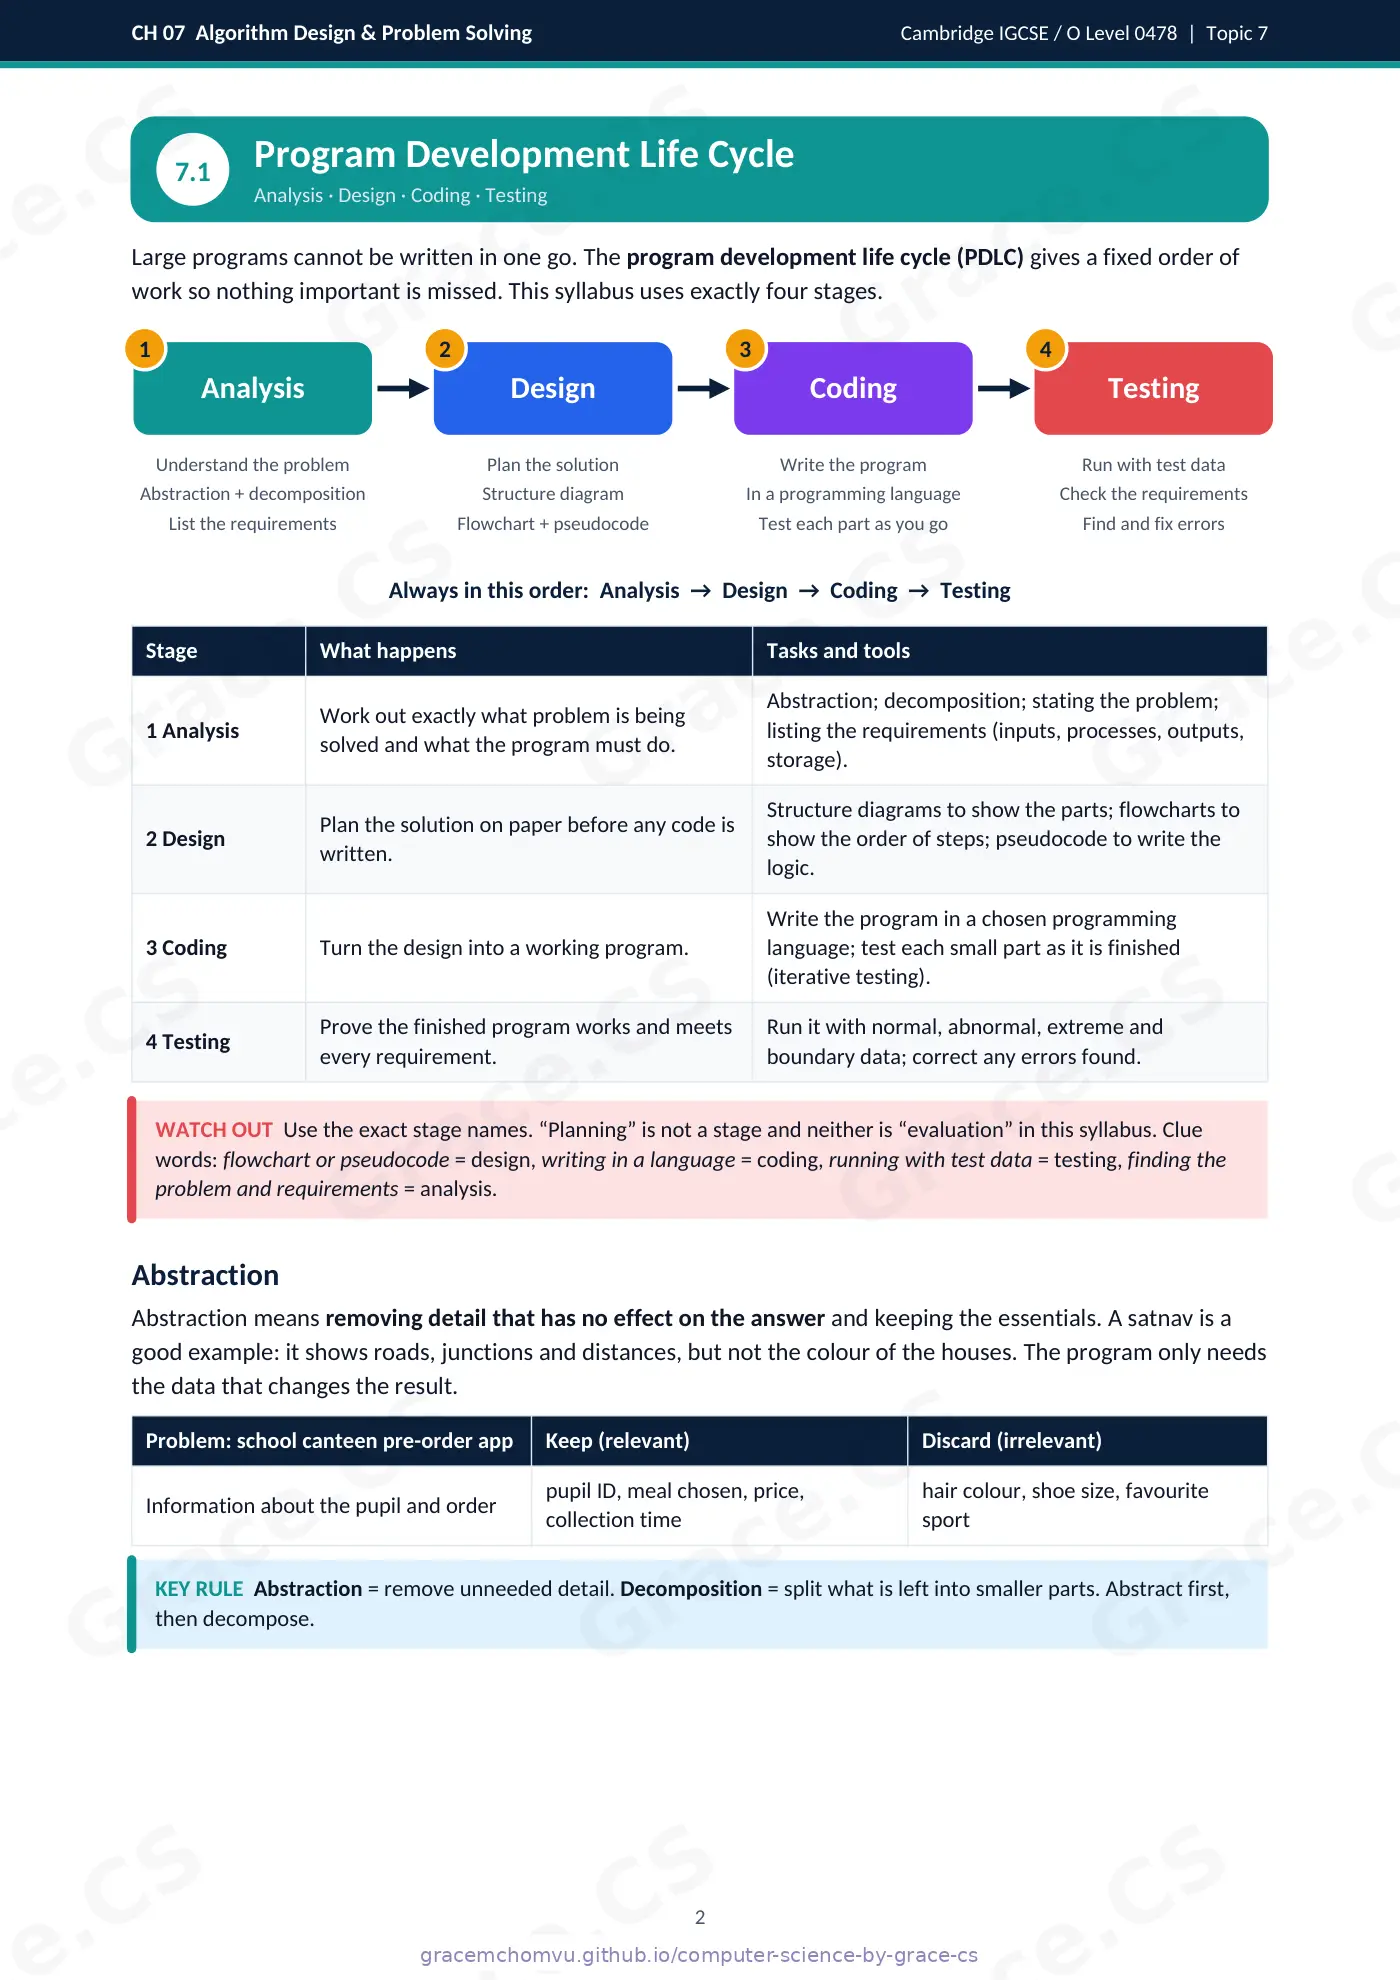 CH 07 Algorithm Design & Problem Solving
Cambridge IGCSE / O Level 0478 | Topic 7
7.1
Program Development Life Cycle
Analysis · Design · Coding · Testing
Large programs cannot be written in one go. The program development life cycle (PDLC) gives a fixed order of
work so nothing important is missed. This syllabus uses exactly four stages.
1
Analysis
2
Design
3
Coding
4
Testing
Understand the problem
Abstraction + decomposition
List the requirements
Plan the solution
Structure diagram
Flowchart + pseudocode
Write the program
In a programming language
Test each part as you go
Run with test data
Check the requirements
Find and fix errors
Always in this order: Analysis → Design → Coding → Testing
Stage
What happens
Tasks and tools
1 Analysis
Work out exactly what problem is being
solved and what the program must do.
Abstraction; decomposition; stating the problem;
listing the requirements (inputs, processes, outputs,
storage).
2 Design
Plan the solution on paper before any code is
written.
Structure diagrams to show the parts; flowcharts to
show the order of steps; pseudocode to write the
logic.
3 Coding
Turn the design into a working program.
Write the program in a chosen programming
language; test each small part as it is finished
(iterative testing).
4 Testing
Prove the finished program works and meets
every requirement.
Run it with normal, abnormal, extreme and
boundary data; correct any errors found.
WATCH OUT Use the exact stage names. “Planning” is not a stage and neither is “evaluation” in this syllabus. Clue
words: flowchart or pseudocode = design, writing in a language = coding, running with test data = testing, finding the
problem and requirements = analysis.
Abstraction
Abstraction means removing detail that has no effect on the answer and keeping the essentials. A satnav is a
good example: it shows roads, junctions and distances, but not the colour of the houses. The program only needs
the data that changes the result.
Problem: school canteen pre-order app
Keep (relevant)
Discard (irrelevant)
Information about the pupil and order
pupil ID, meal chosen, price,
collection time
hair colour, shoe size, favourite
sport
KEY RULE Abstraction = remove unneeded detail. Decomposition = split what is left into smaller parts. Abstract first,
then decompose.
2
gracemchomvu.github.io/computer-science-by-grace-cs
Grace.CS